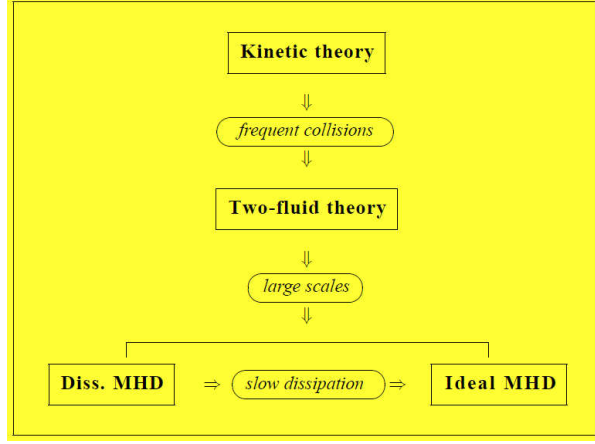 Kinetic theory
⇓
frequent collisions
⇓
Two-fluid theory
⇓
large scales
⇓
Diss. MHD ⇒ slow dissipation ⇒ Ideal MHD